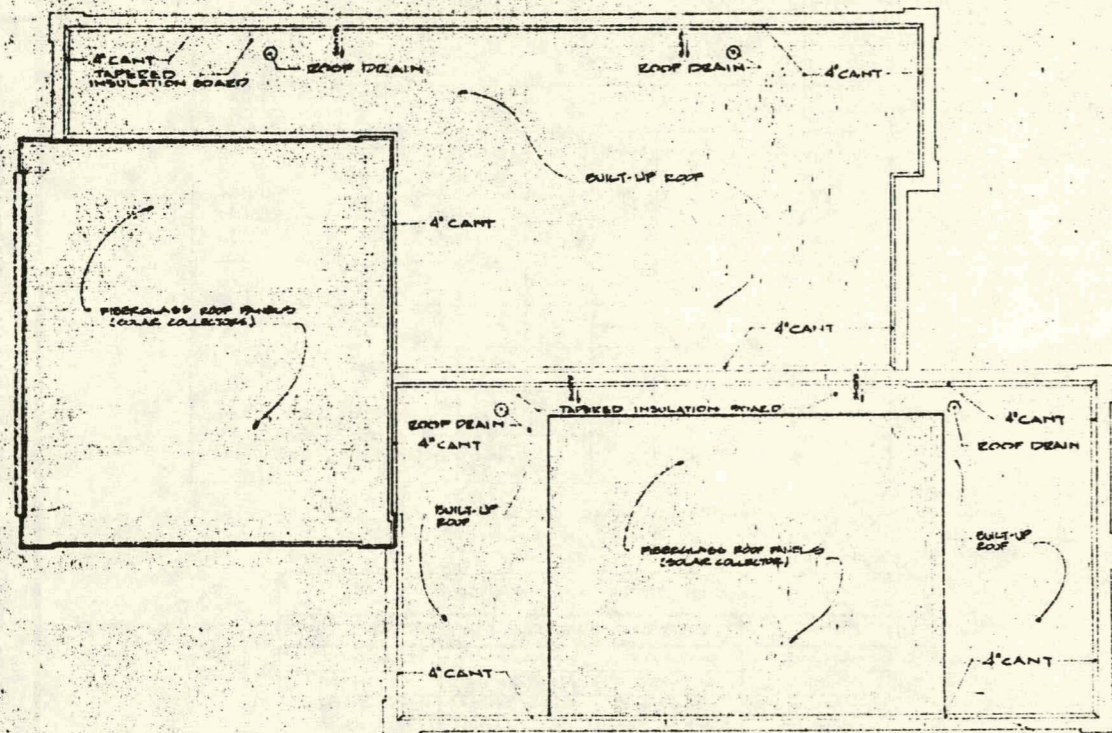 4" CANT
TAPERED
INSULATION BOARD
ROOF DRAIN
ROOF DRAIN
4" CANT
BUILT-UP ROOF
4" CANT
FIBERGLASS ROOF PANELS
(SOLAR COLLECTORS)
4" CANT
TAPERED INSULATION BOARD
ROOF DRAIN
4" CANT
4" CANT
ROOF DRAIN
BUILT-UP
ROOF
FIBERGLASS ROOF PANELS
(SOLAR COLLECTOR)
BUILT-UP
ROOF
4" CANT
4" CANT